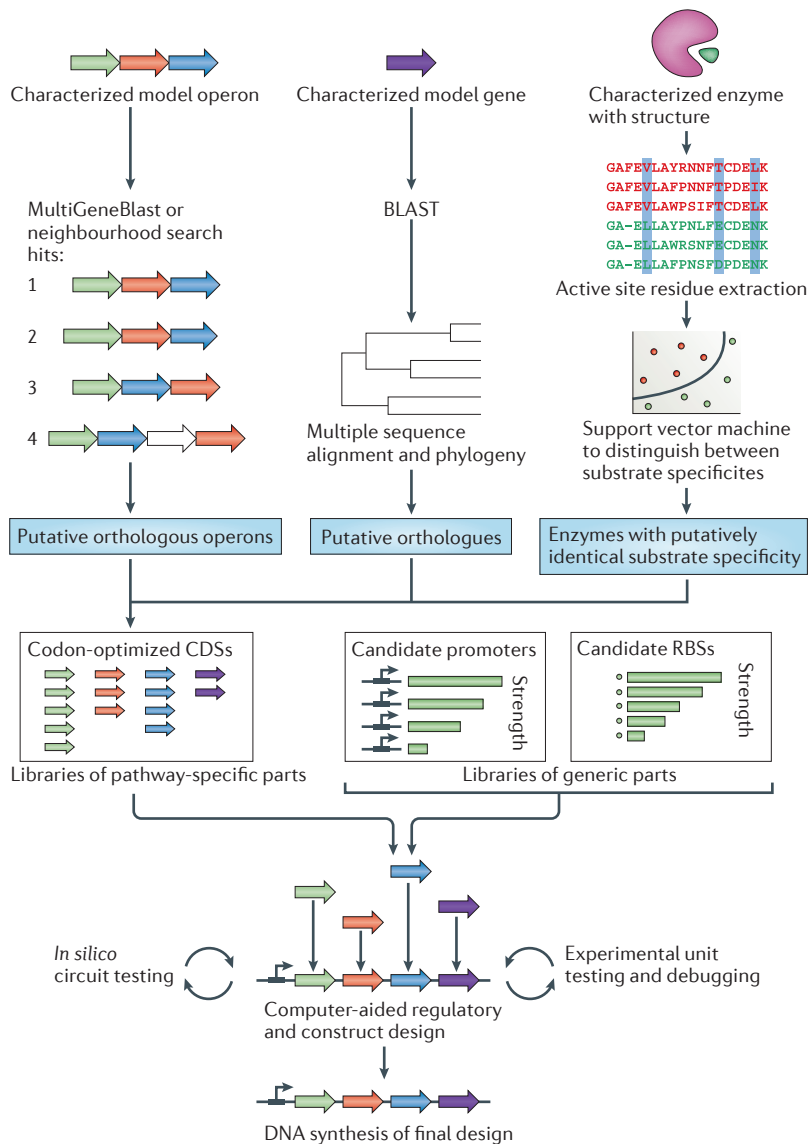 Characterized model operon
Characterized model gene
Characterized enzyme
with structure
MultiGeneBlast or
neighbourhood search
hits:
1
2
3
4
BLAST
Multiple sequence
alignment and phylogeny
GAFEVLAYRNNFTCDELK
GAFEVLAFPNNFTPDEIK
GAFEVLAWPSIFTCDELK
GA-ELLAYPNLFECDENK
GA-ELLAWRSNFECDENK
GA-ELLAFPNSFDPDENK
Active site residue extraction
Support vector machine
to distinguish between
substrate specificites
Putative orthologous operons
Putative orthologues
Enzymes with putatively
identical substrate specificity
Codon-optimized CDSs
Candidate promoters
Strength
Candidate RBSs
Strength
Libraries of pathway-specific parts
Libraries of generic parts
In silico
circuit testing
Experimental unit
testing and debugging
Computer-aided regulatory
and construct design
DNA synthesis of final design